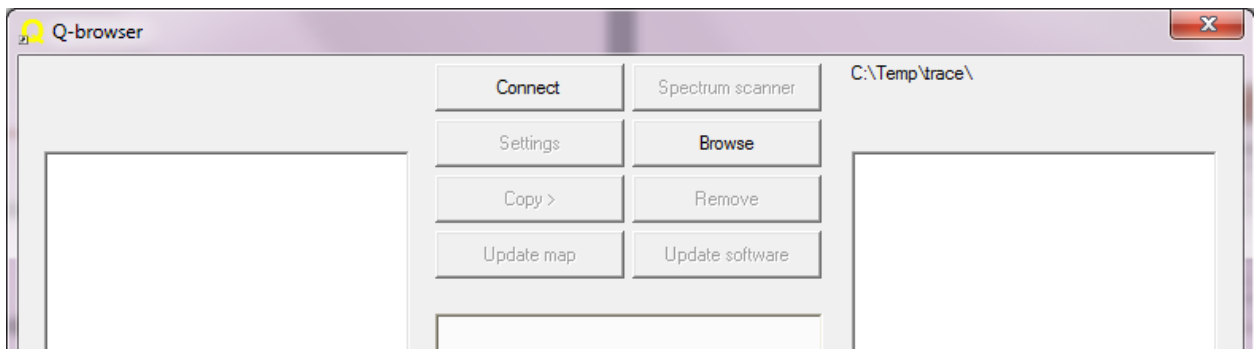 Q-browser
Connect
Spectrum scanner
C:\Temp\trace\
Settings
Browse
Copy >
Remove
Update map
Update software